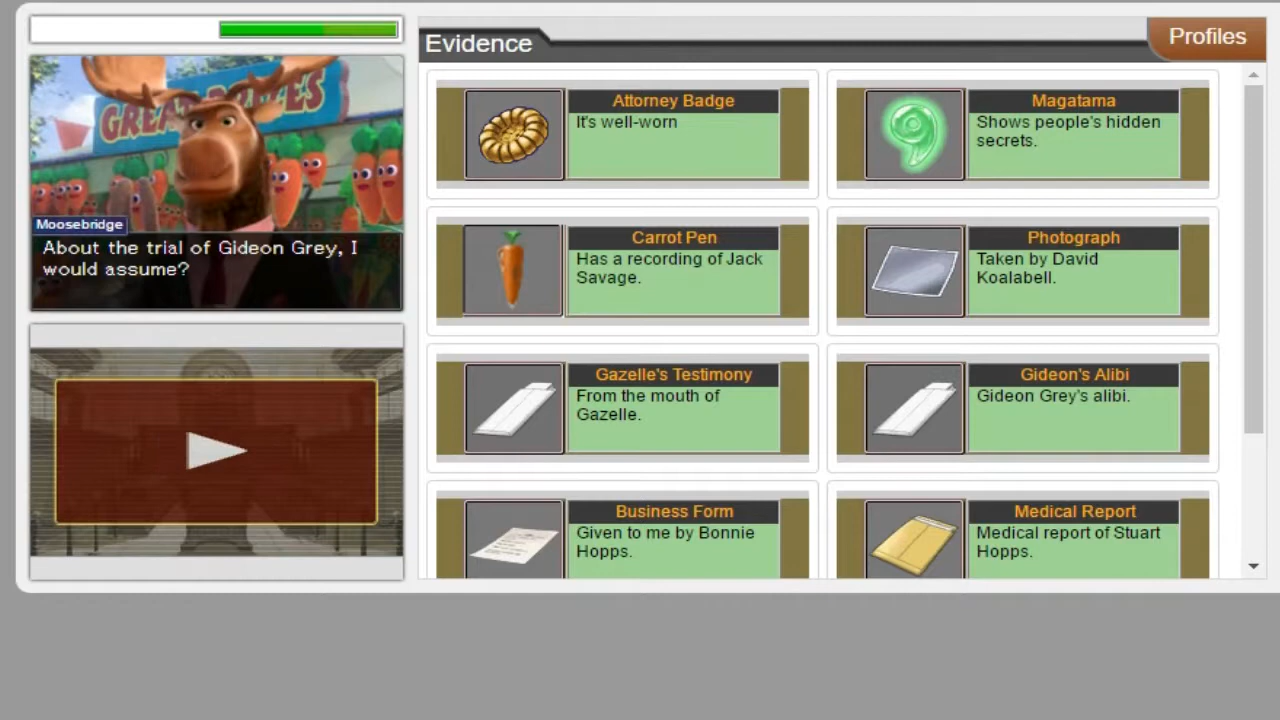 Evidence
Profiles
GREAT PRIZES
Moosebridge
About the trial of Gideon Grey, I
would assume?
Attorney Badge
It's well-worn
Magatama
Shows people's hidden
secrets.
Carrot Pen
Has a recording of Jack
Savage.
Photograph
Taken by David
Koalabell.
Gazelle's Testimony
From the mouth of
Gazelle.
Gideon's Alibi
Gideon Grey's alibi.
Business Form
Given to me by Bonnie
Hopps.
Medical Report
Medical report of Stuart
Hopps.